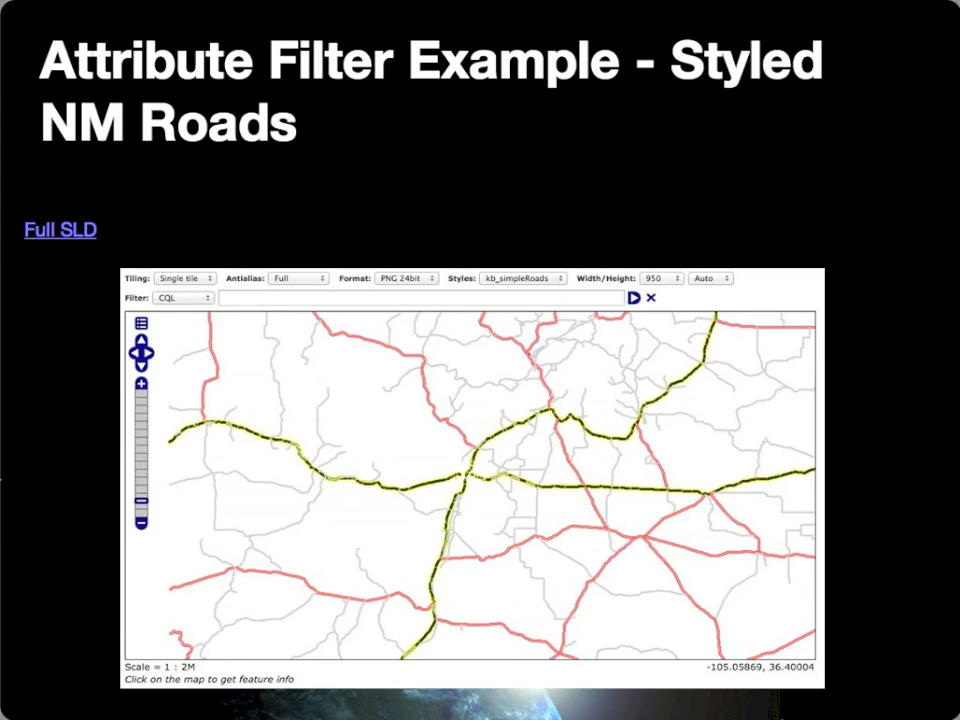 Attribute Filter Example - Styled
NM Roads
Full SLD
Tiling: Single tile Antialias: Full Format: PNG 24bit Styles: kb_simpleRoads Width/Height: 950 Auto
Filter: CQL
Scale = 1 : 2M -105.05869, 36.40004
Click on the map to get feature info